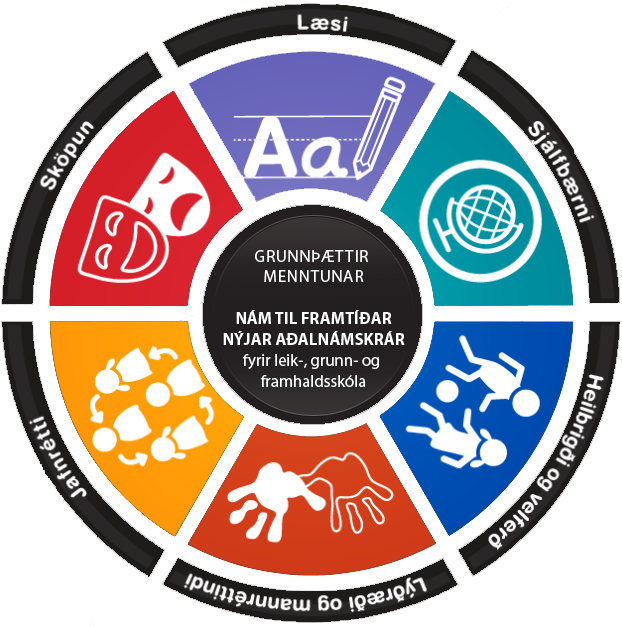 Læsi
Sjálfbærni
Heilbrigði og velferð
Lýðræði og mannréttindi
Jafnrétti
Sköpun
Aa
GRUNNÞÆTTIR
MENNTUNAR
NÁM TIL FRAMTÍÐAR
NÝJAR AÐALNÁMSKRÁR
fyrir leik-, grunn- og
framhaldsskóla